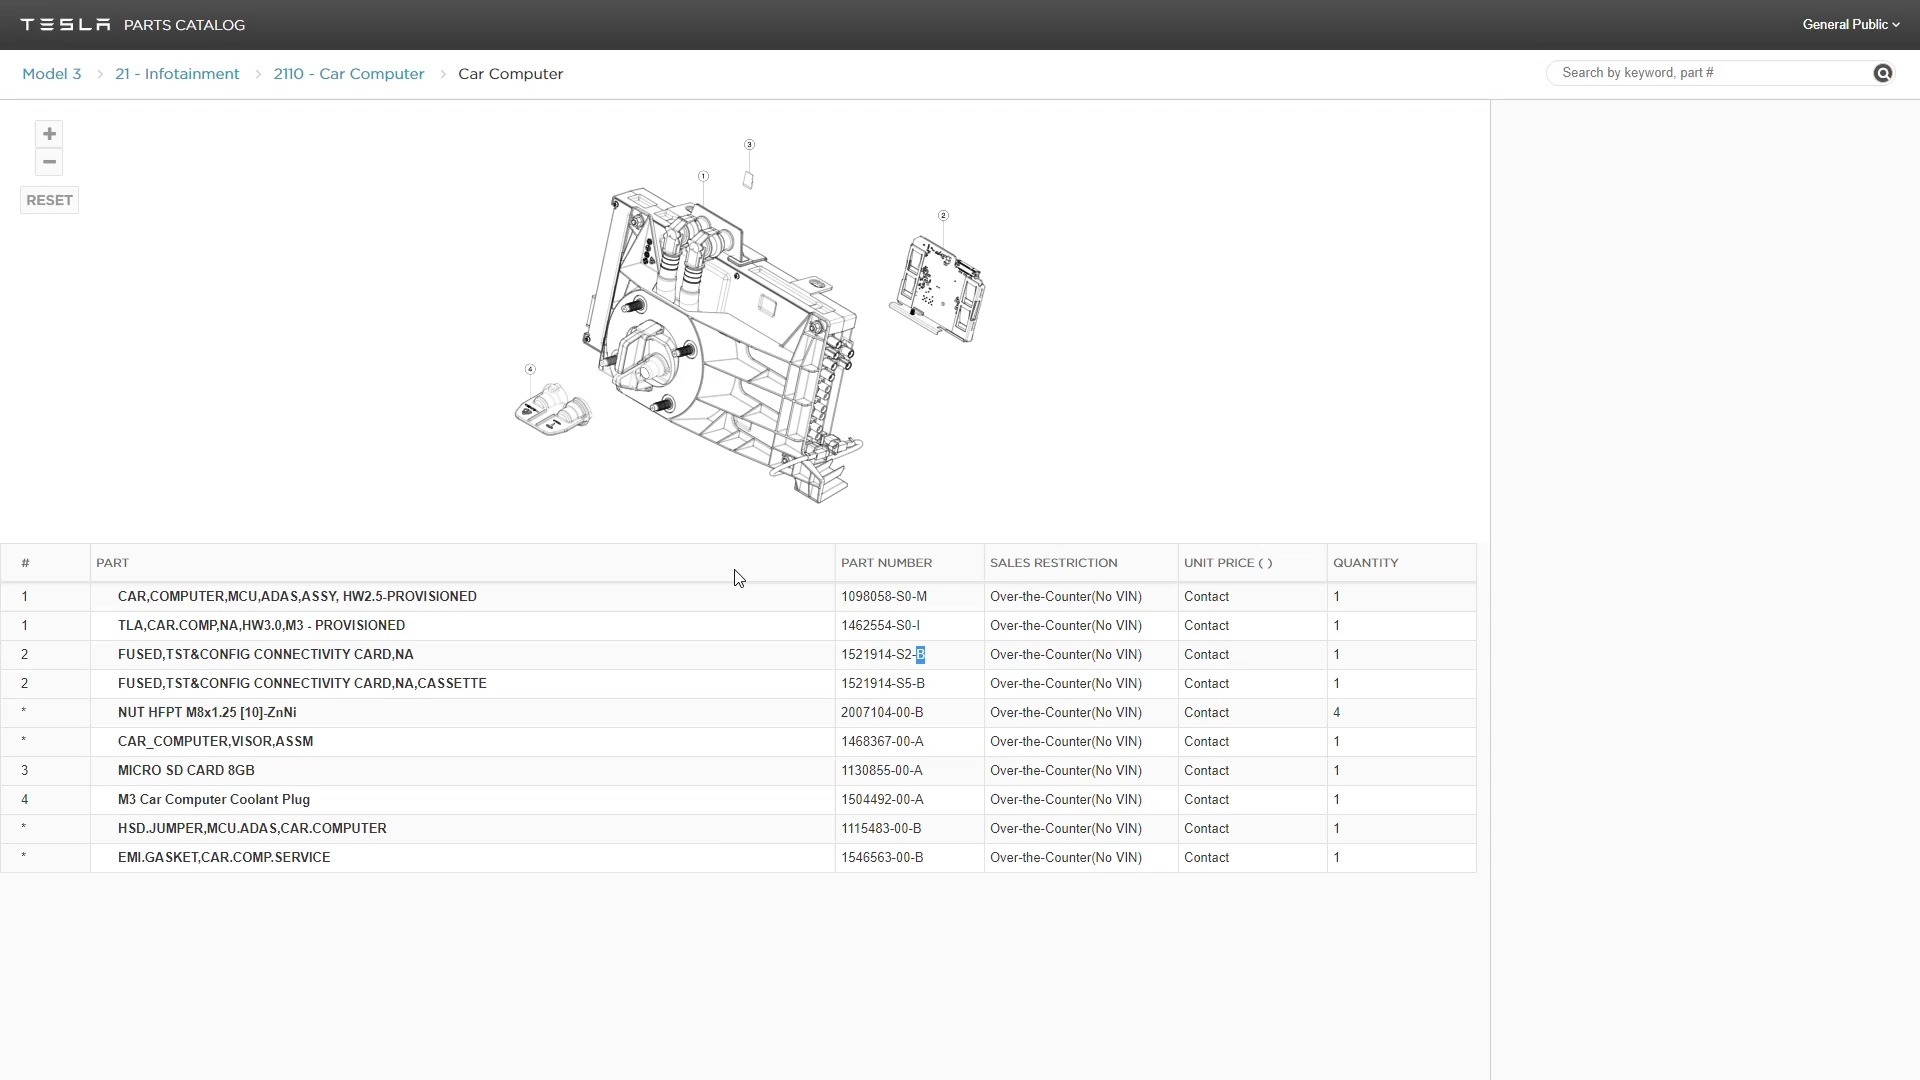 TESLA PARTS CATALOG
General Public
Model 3 > 21 - Infotainment > 2110 - Car Computer > Car Computer
Search by keyword, part #
+
−
RESET
3
1
2
4
# PART PART NUMBER SALES RESTRICTION UNIT PRICE ( ) QUANTITY
1 CAR,COMPUTER,MCU,ADAS,ASSY, HW2.5-PROVISIONED 1098058-S0-M Over-the-Counter(No VIN) Contact 1
1 TLA,CAR.COMP,NA,HW3.0,M3 - PROVISIONED 1462554-S0-I Over-the-Counter(No VIN) Contact 1
2 FUSED,TST&CONFIG CONNECTIVITY CARD,NA 1521914-S2-B Over-the-Counter(No VIN) Contact 1
2 FUSED,TST&CONFIG CONNECTIVITY CARD,NA,CASSETTE 1521914-S5-B Over-the-Counter(No VIN) Contact 1
* NUT HFPT M8x1.25 [10]-ZnNi 2007104-00-B Over-the-Counter(No VIN) Contact 4
* CAR_COMPUTER,VISOR,ASSM 1468367-00-A Over-the-Counter(No VIN) Contact 1
3 MICRO SD CARD 8GB 1130855-00-A Over-the-Counter(No VIN) Contact 1
4 M3 Car Computer Coolant Plug 1504492-00-A Over-the-Counter(No VIN) Contact 1
* HSD.JUMPER,MCU.ADAS,CAR.COMPUTER 1115483-00-B Over-the-Counter(No VIN) Contact 1
* EMI.GASKET,CAR.COMP.SERVICE 1546563-00-B Over-the-Counter(No VIN) Contact 1